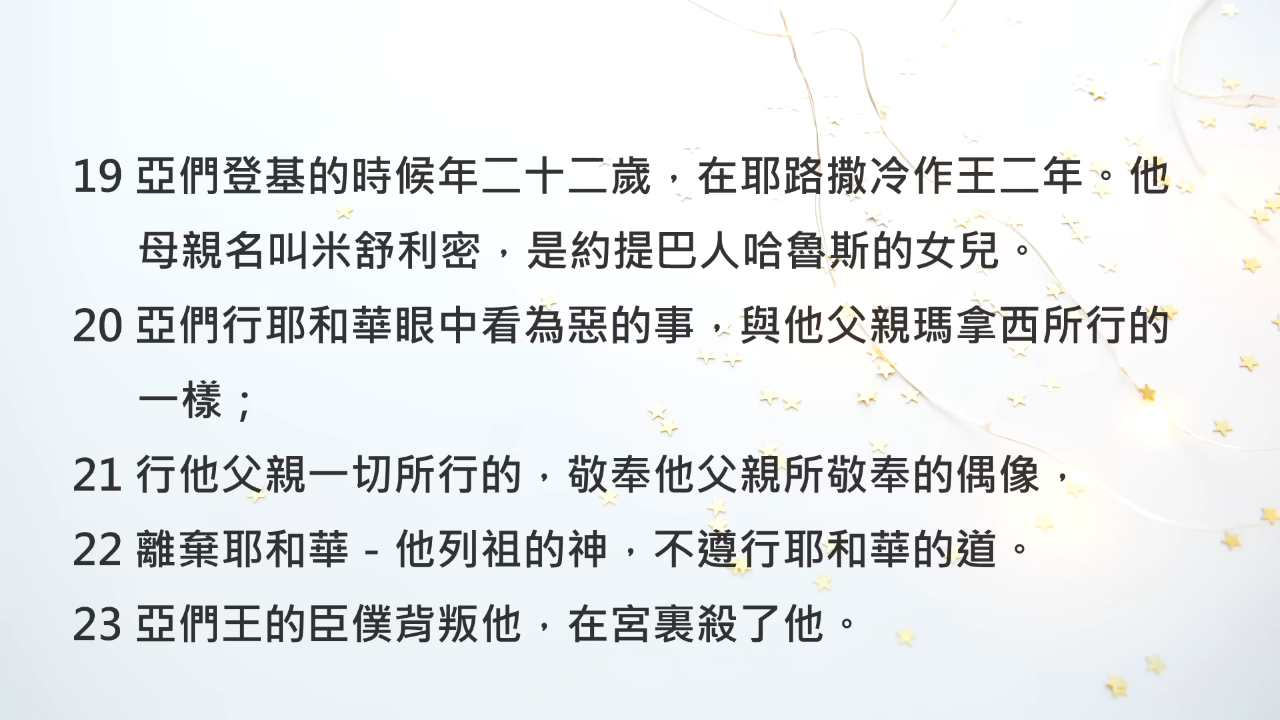 19 亞們登基的時候年二十二歲，在耶路撒冷作王二年。他
母親名叫米舒利密，是約提巴人哈魯斯的女兒。
20 亞們行耶和華眼中看為惡的事，與他父親瑪拿西所行的
一樣；
21 行他父親一切所行的，敬奉他父親所敬奉的偶像，
22 離棄耶和華－他列祖的神，不遵行耶和華的道。
23 亞們王的臣僕背叛他，在宮裏殺了他。